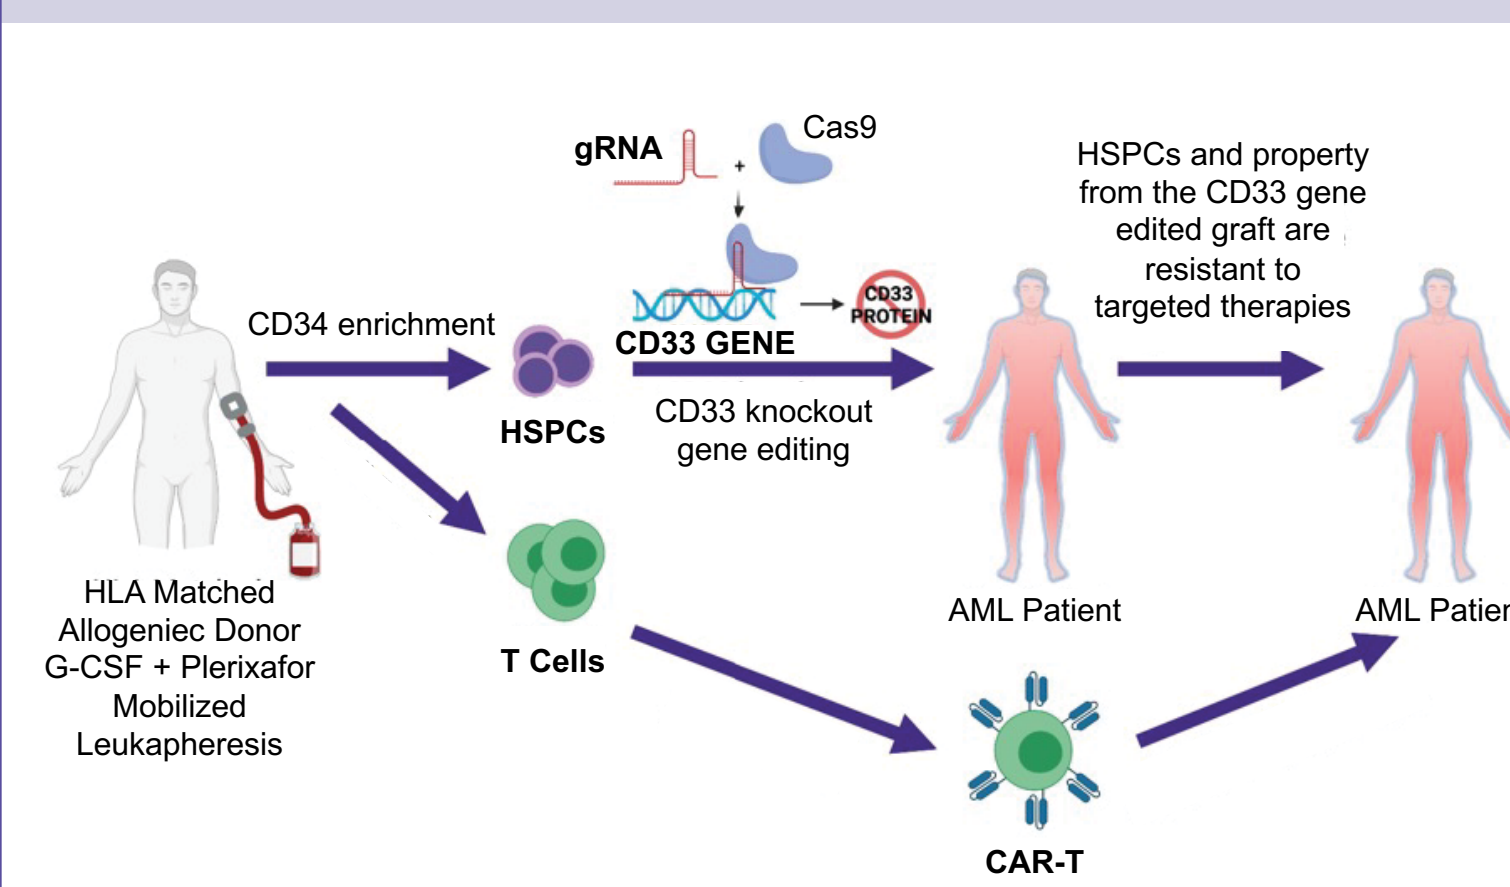 gRNA
+
Cas9
CD33
PROTEIN
CD33 GENE
CD34 enrichment
HSPCs
CD33 knockout
gene editing
HSPCs and property
from the CD33 gene
edited graft are
resistant to
targeted therapies
HLA Matched
Allogeniec Donor
G-CSF + Plerixafor
Mobilized
Leukapheresis
T Cells
AML Patient
AML Patien
CAR-T